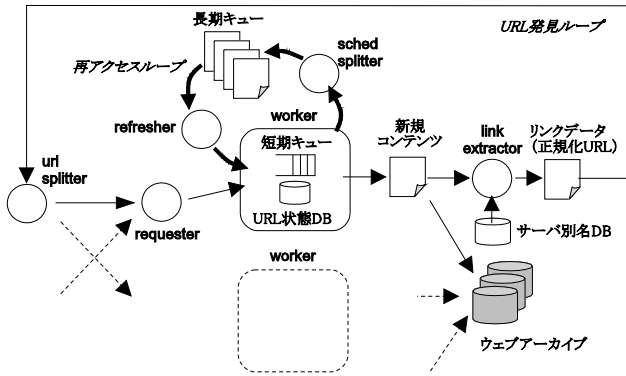 長期キュー
URL発見ループ
sched
splitter
再アクセスループ
refresher
worker
短期キュー
URL状態DB
新規
コンテンツ
link
extractor
リンクデータ
（正規化URL）
url
splitter
requester
サーバ別名DB
worker
ウェブアーカイブ